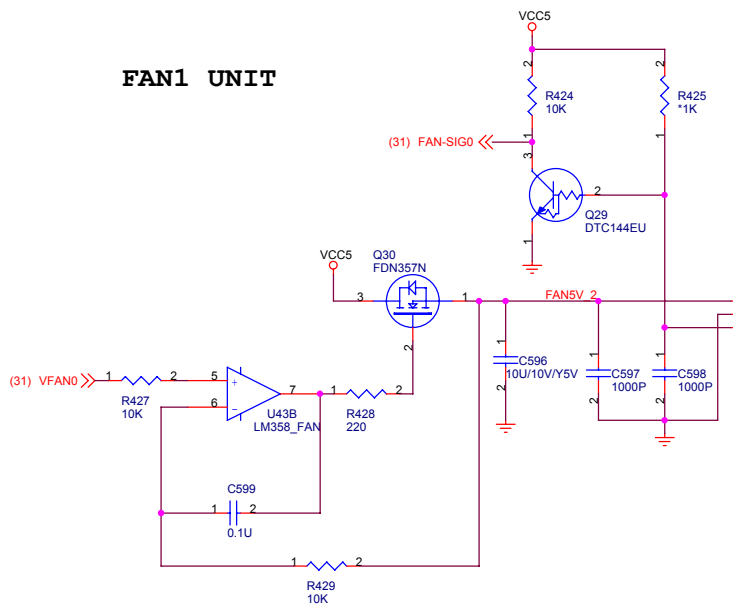 FAN1 UNIT
VCC5
2
R424
10K
1
2
R425
*1K
1
(31) FAN-SIG0
3
2
Q29
DTC144EU
1
VCC5
Q30
FDN357N
3
1
2
FAN5V_2
1
C596
10U/10V/Y5V
2
1
C597
1000P
2
1
C598
1000P
2
(31) VFAN0
1
2
R427
10K
5
+
6
-
7
U43B
LM358_FAN
1
2
R428
220
C599
1
2
0.1U
1
2
R429
10K